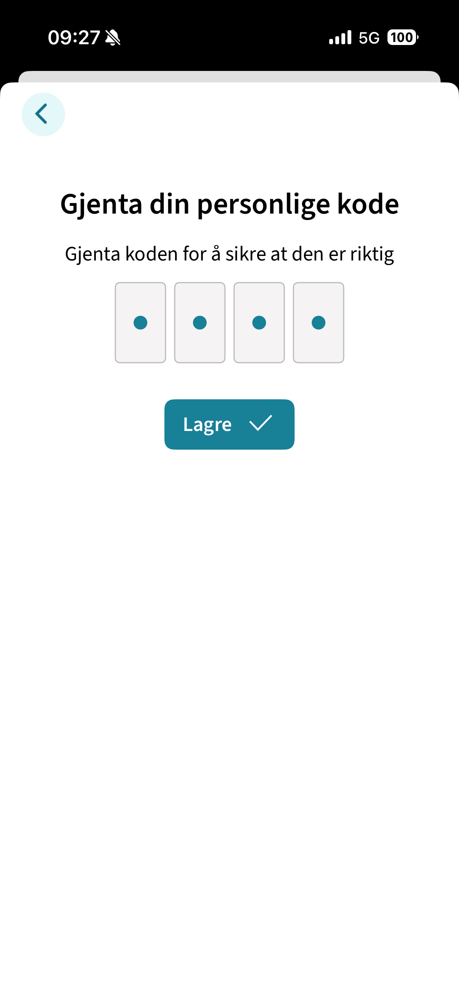 09:27 5G 100
Gjenta din personlige kode
Gjenta koden for å sikre at den er riktig
Lagre